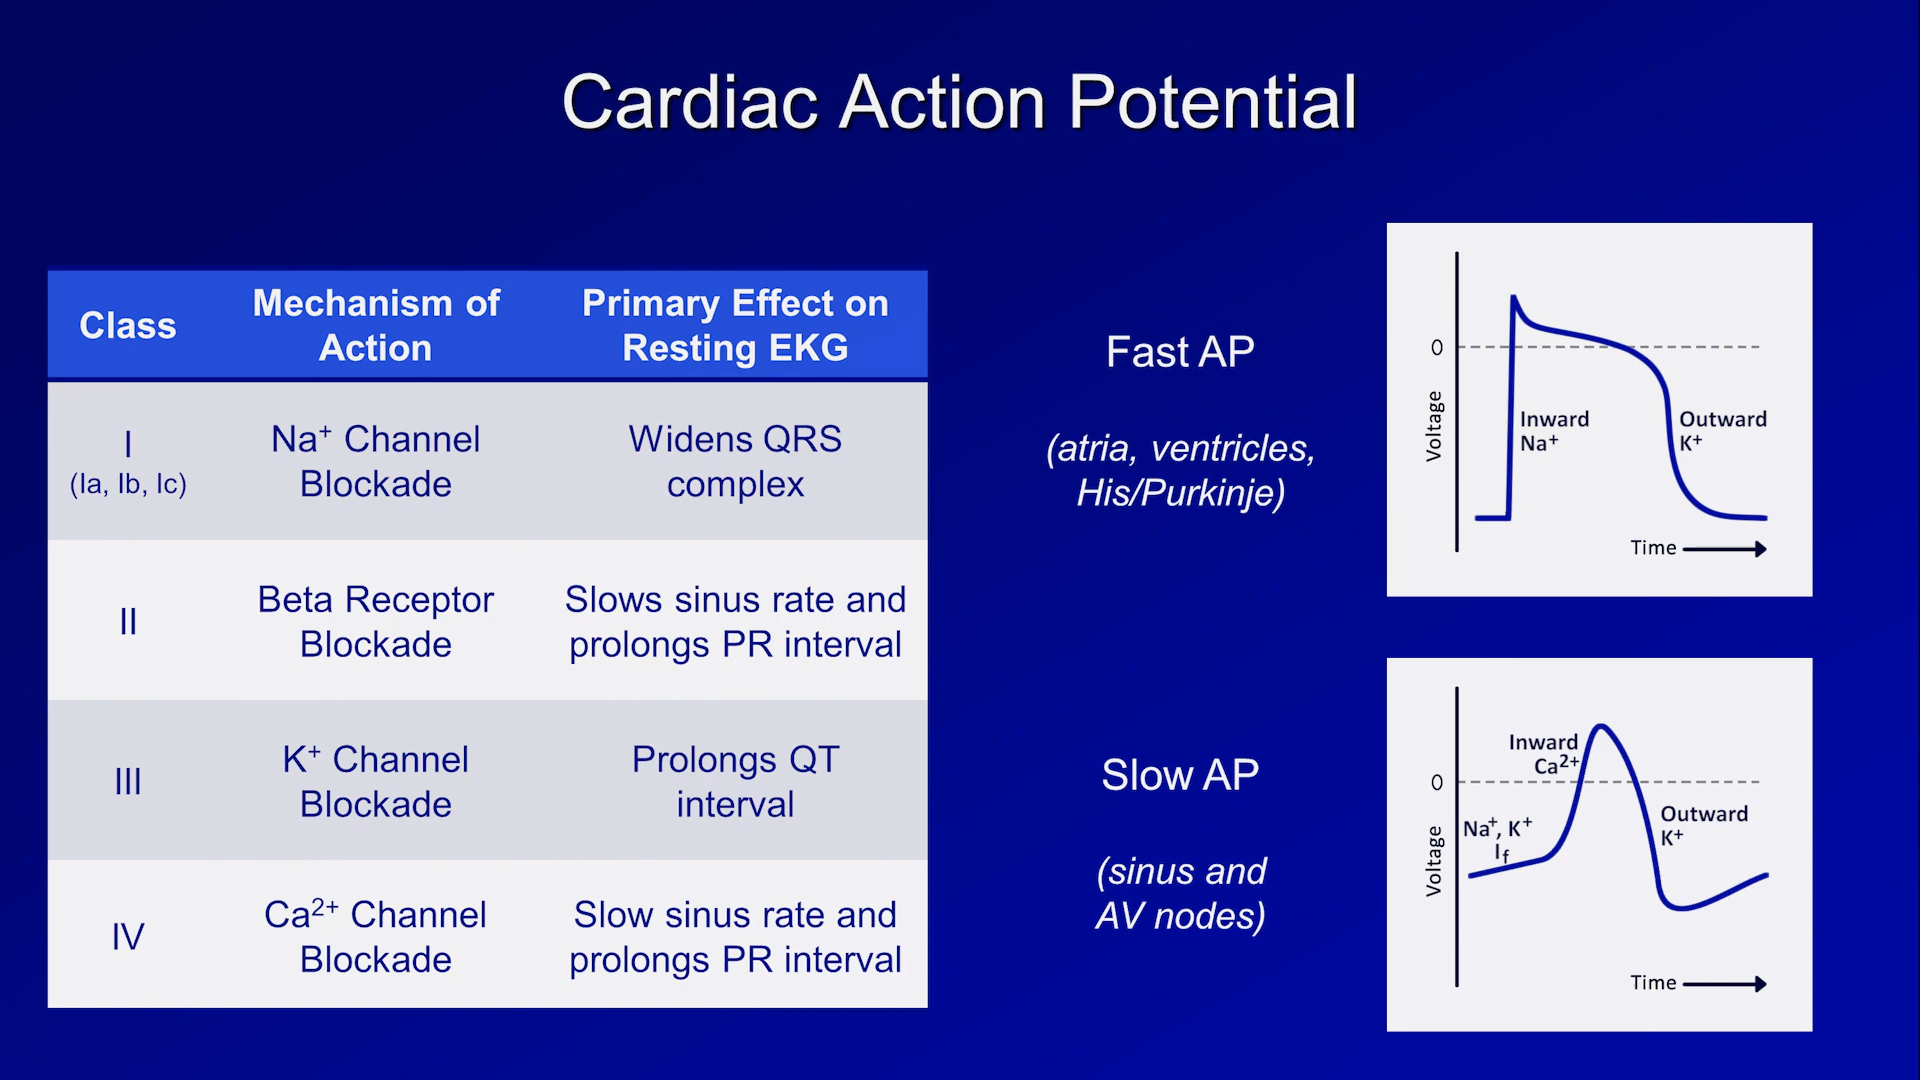 Cardiac Action Potential
Class
Mechanism of
Action
Primary Effect on
Resting EKG
I
(Ia, Ib, Ic)
Na⁺ Channel
Blockade
Widens QRS
complex
II
Beta Receptor
Blockade
Slows sinus rate and
prolongs PR interval
III
K⁺ Channel
Blockade
Prolongs QT
interval
IV
Ca²⁺ Channel
Blockade
Slow sinus rate and
prolongs PR interval
Fast AP
(atria, ventricles,
His/Purkinje)
0
Voltage
Inward
Na⁺
Outward
K⁺
Time
Slow AP
(sinus and
AV nodes)
Inward
Ca²⁺
0
Voltage
Na⁺, K⁺
I_f
Outward
K⁺
Time